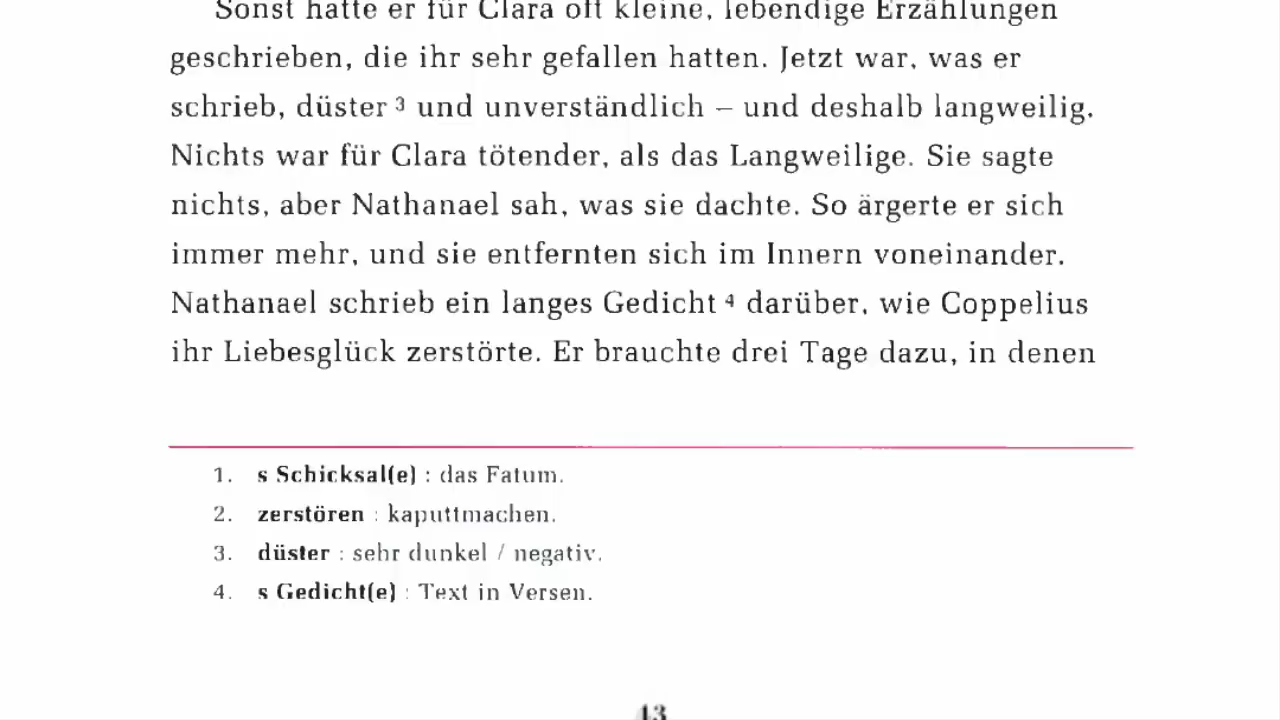 Sonst hatte er für Clara oft kleine, lebendige Erzählungen
geschrieben, die ihr sehr gefallen hatten. Jetzt war, was er
schrieb, düster 3 und unverständlich – und deshalb langweilig.
Nichts war für Clara tötender, als das Langweilige. Sie sagte
nichts, aber Nathanael sah, was sie dachte. So ärgerte er sich
immer mehr, und sie entfernten sich im Innern voneinander.
Nathanael schrieb ein langes Gedicht 4 darüber, wie Coppelius
ihr Liebesglück zerstörte. Er brauchte drei Tage dazu, in denen
1. s Schicksal(e) : das Fatum.
2. zerstören : kaputtmachen.
3. düster : sehr dunkel / negativ.
4. s Gedicht(e) : Text in Versen.
43